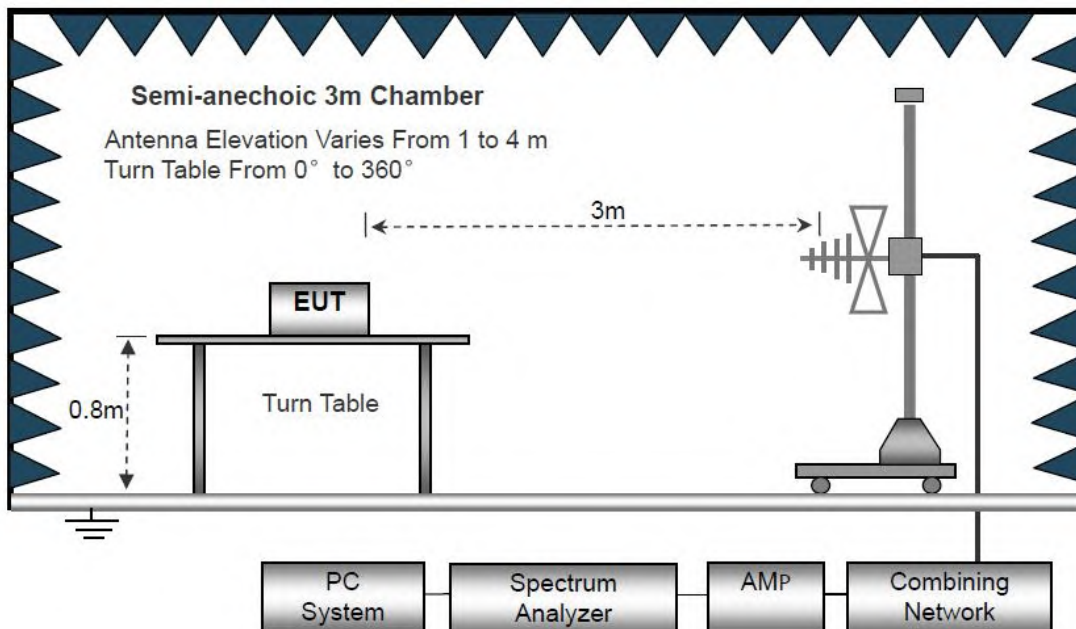 Semi-anechoic 3m Chamber
Antenna Elevation Varies From 1 to 4 m
Turn Table From 0° to 360°
3m
EUT
0.8m
Turn Table
PC
System
Spectrum
Analyzer
AMP
Combining
Network